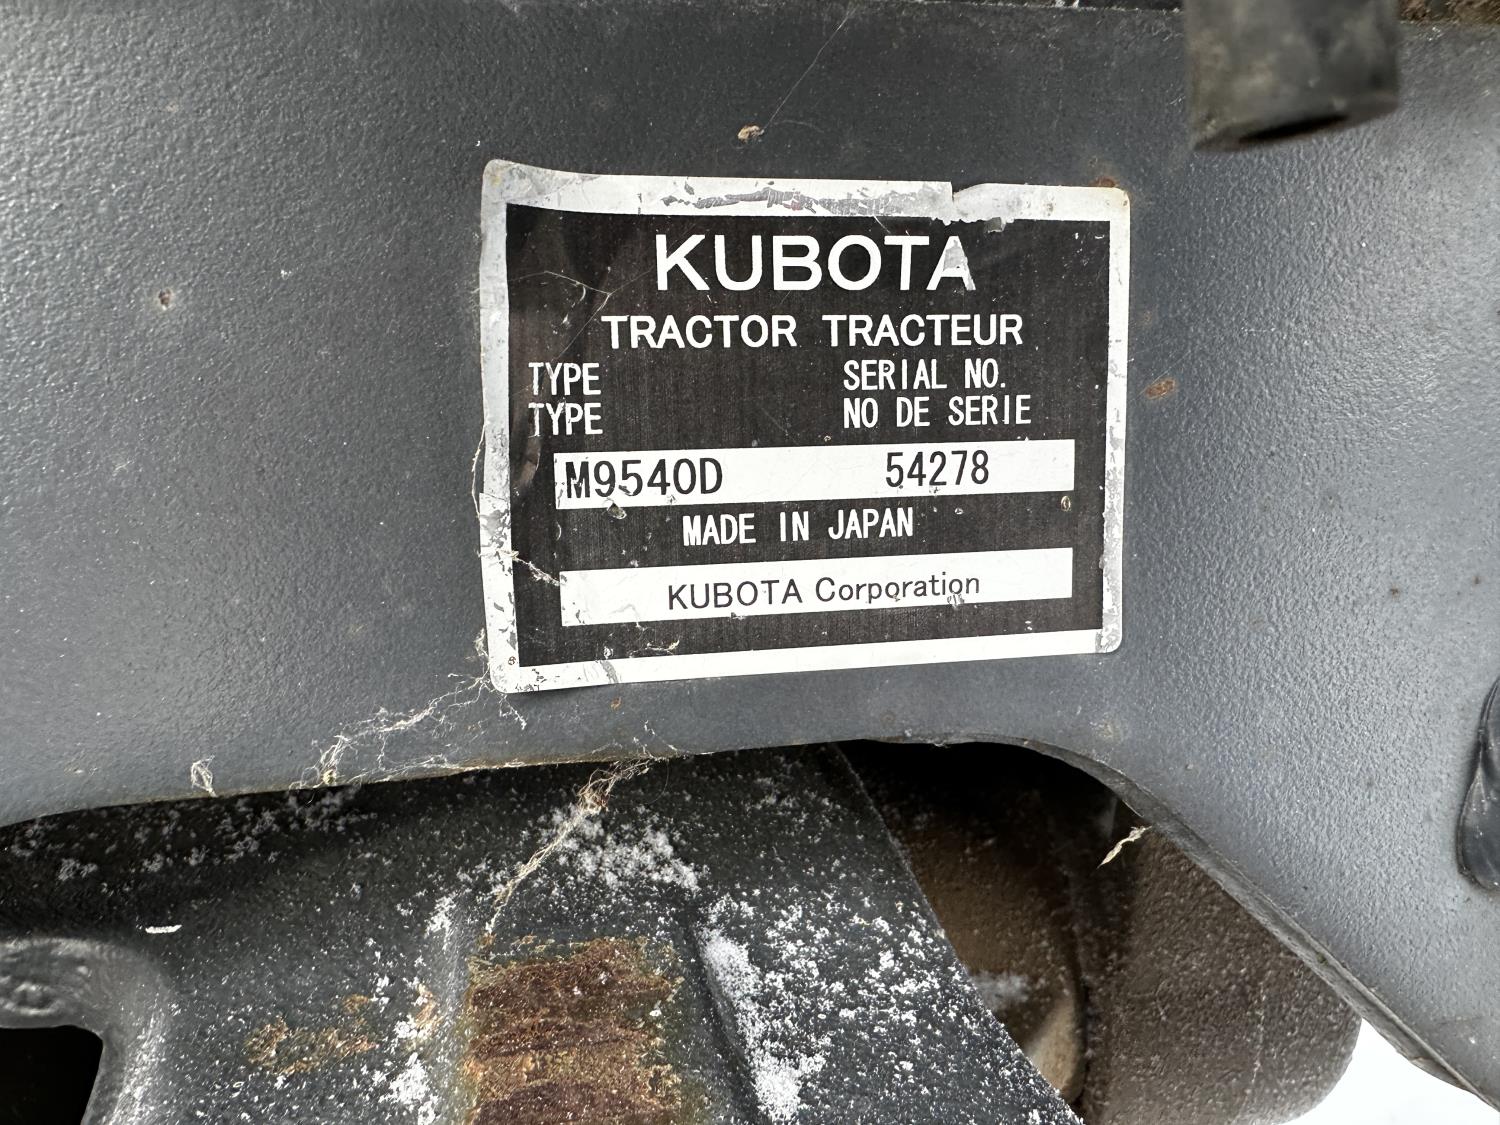 KUBOTA
TRACTOR TRACTEUR
TYPE SERIAL NO.
TYPE NO DE SERIE
M9540D 54278
MADE IN JAPAN
KUBOTA Corporation